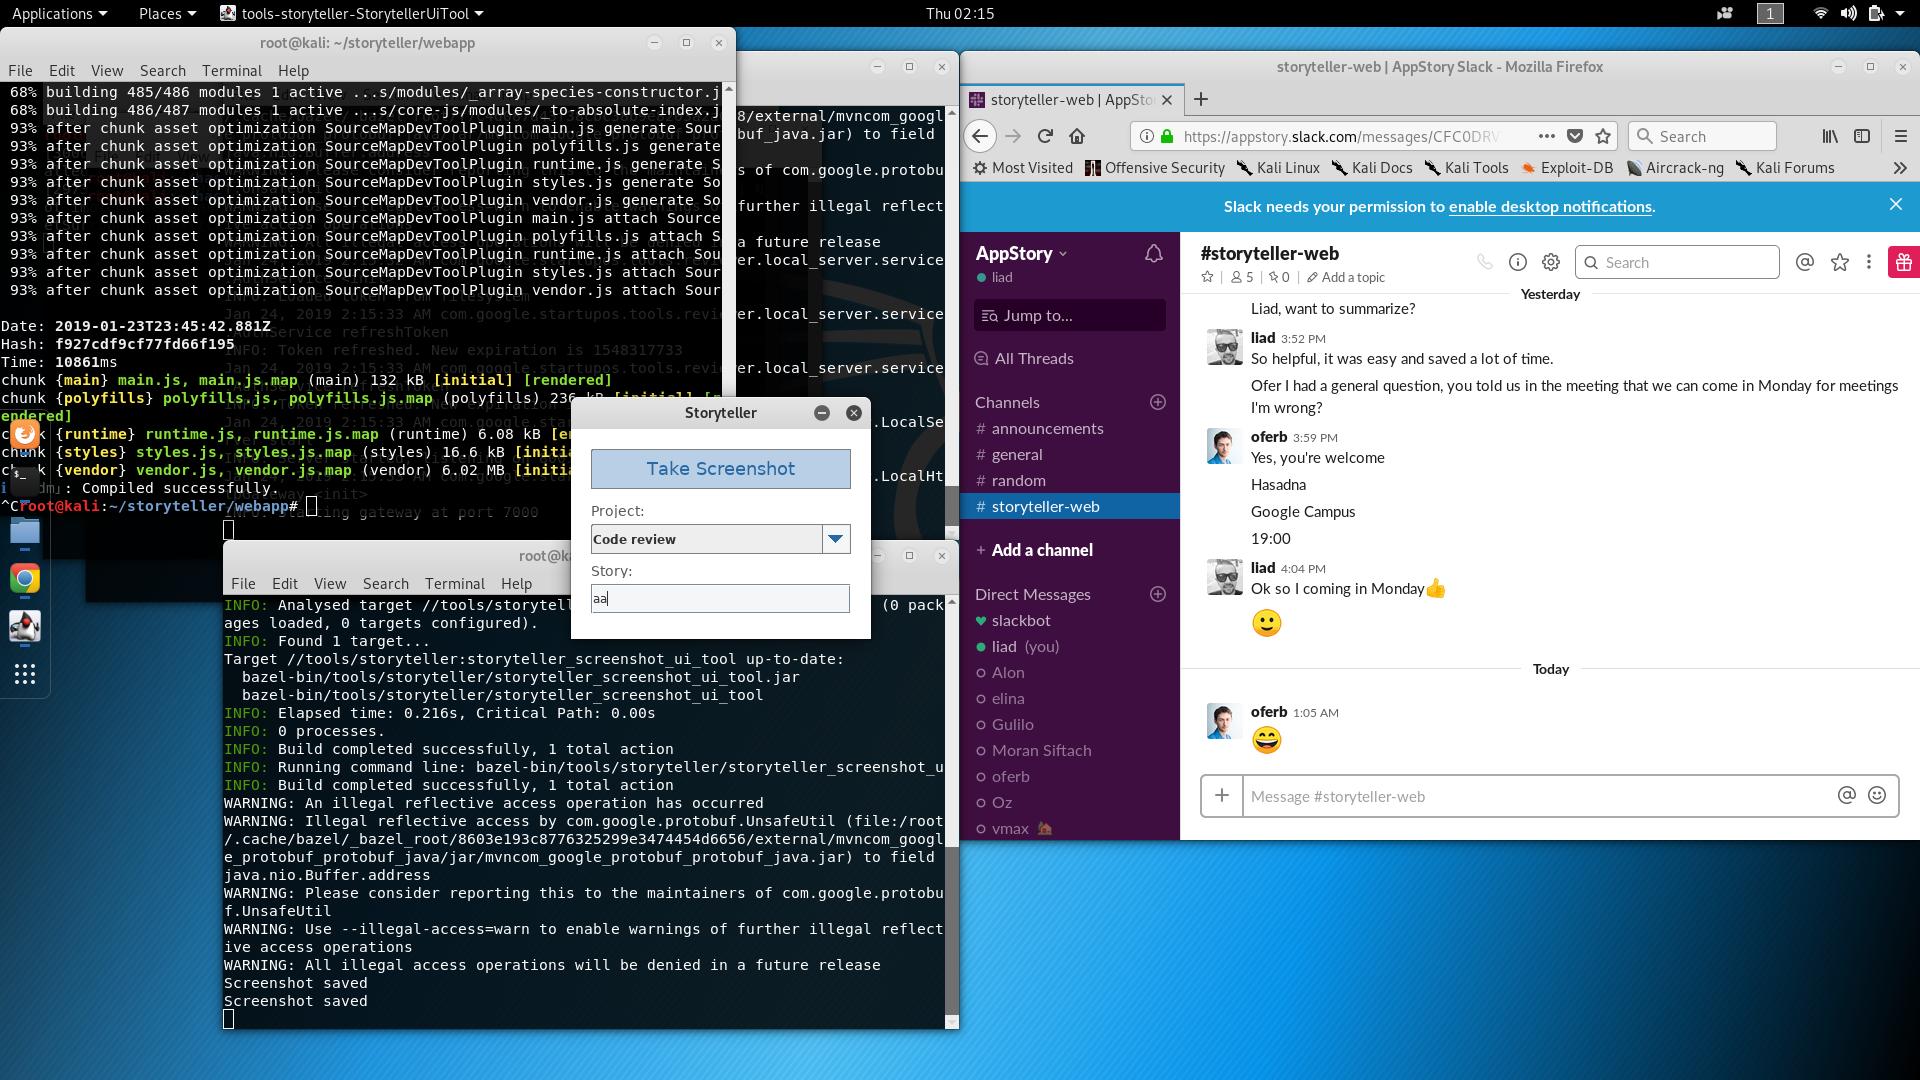 Applications
Places
tools-storyteller-StorytellerUiTool
Thu 02:15
1
root@kali: ~/storyteller/webapp
File Edit View Search Terminal Help
68% building 485/486 modules 1 active ...s/modules/_array-species-constructor.j
68% building 486/487 modules 1 active ...s/core-js/modules/_to-absolute-index.j
93% after chunk asset optimization SourceMapDevToolPlugin main.js generate Sour
93% after chunk asset optimization SourceMapDevToolPlugin polyfills.js generate
93% after chunk asset optimization SourceMapDevToolPlugin runtime.js generate S
93% after chunk asset optimization SourceMapDevToolPlugin styles.js generate So
93% after chunk asset optimization SourceMapDevToolPlugin vendor.js generate So
93% after chunk asset optimization SourceMapDevToolPlugin main.js attach Source
93% after chunk asset optimization SourceMapDevToolPlugin polyfills.js attach S
93% after chunk asset optimization SourceMapDevToolPlugin runtime.js attach Sou
93% after chunk asset optimization SourceMapDevToolPlugin styles.js attach Sour
93% after chunk asset optimization SourceMapDevToolPlugin vendor.js attach Sour
Date: 2019-01-23T23:45:42.881Z
Hash: f927cdf9cf77fd66f195
Time: 10861ms
chunk {main} main.js, main.js.map (main) 132 kB [initial] [rendered]
chunk {polyfills} polyfills.js, polyfills.js.map (polyfills) 236 kB [initial] [r
endered]
{runtime} runtime.js, runtime.js.map (runtime) 6.08 kB [en
{styles} styles.js, styles.js.map (styles) 16.6 kB [initia
{vendor} vendor.js, vendor.js.map (vendor) 6.02 MB [initia
: Compiled successfully.
^Croot@kali:~/storyteller/webapp#
INFO: Loaded token from filesystem
INFO: Token refreshed. New expiration is 1548317733
8/external/mvncom_googl
buf_java.jar) to field
s of com.google.protobu
further illegal reflect
a future release
er.local_server.service
er.local_server.service
er.local_server.service
.LocalSe
.LocalHt
Storyteller
Take Screenshot
Project:
Code review
Story:
aa
root@ka
File Edit View Search Terminal Help
INFO: Analysed target //tools/storytell (0 pack
ages loaded, 0 targets configured).
INFO: Found 1 target...
Target //tools/storyteller:storyteller_screenshot_ui_tool up-to-date:
bazel-bin/tools/storyteller/storyteller_screenshot_ui_tool.jar
bazel-bin/tools/storyteller/storyteller_screenshot_ui_tool
INFO: Elapsed time: 0.216s, Critical Path: 0.00s
INFO: 0 processes.
INFO: Build completed successfully, 1 total action
INFO: Running command line: bazel-bin/tools/storyteller/storyteller_screenshot_u
INFO: Build completed successfully, 1 total action
WARNING: An illegal reflective access operation has occurred
WARNING: Illegal reflective access by com.google.protobuf.UnsafeUtil (file:/root
/.cache/bazel/_bazel_root/8603e193c8776325299e3474454d6656/external/mvncom_googl
e_protobuf_protobuf_java/jar/mvncom_google_protobuf_protobuf_java.jar) to field
java.nio.Buffer.address
WARNING: Please consider reporting this to the maintainers of com.google.protobu
f.UnsafeUtil
WARNING: Use --illegal-access=warn to enable warnings of further illegal reflect
ive access operations
WARNING: All illegal access operations will be denied in a future release
Screenshot saved
Screenshot saved
storyteller-web | AppStory Slack - Mozilla Firefox
storyteller-web | AppSto
https://appstory.slack.com/messages/CFC0DRV
Search
Most Visited Offensive Security Kali Linux Kali Docs Kali Tools Exploit-DB Aircrack-ng Kali Forums
Slack needs your permission to enable desktop notifications.
AppStory
liad
Jump to...
All Threads
Channels
# announcements
# general
# random
# storyteller-web
+ Add a channel
Direct Messages
slackbot
liad (you)
Alon
elina
Gulilo
Moran Siftach
oferb
Oz
vmax
#storyteller-web
5
0
Add a topic
Search
Yesterday
Liad, want to summarize?
liad 3:52 PM
So helpful, it was easy and saved a lot of time.
Ofer I had a general question, you told us in the meeting that we can come in Monday for meetings
I'm wrong?
oferb 3:59 PM
Yes, you're welcome
Hasadna
Google Campus
19:00
liad 4:04 PM
Ok so I coming in Monday👍
🙂
Today
oferb 1:05 AM
😄
Message #storyteller-web